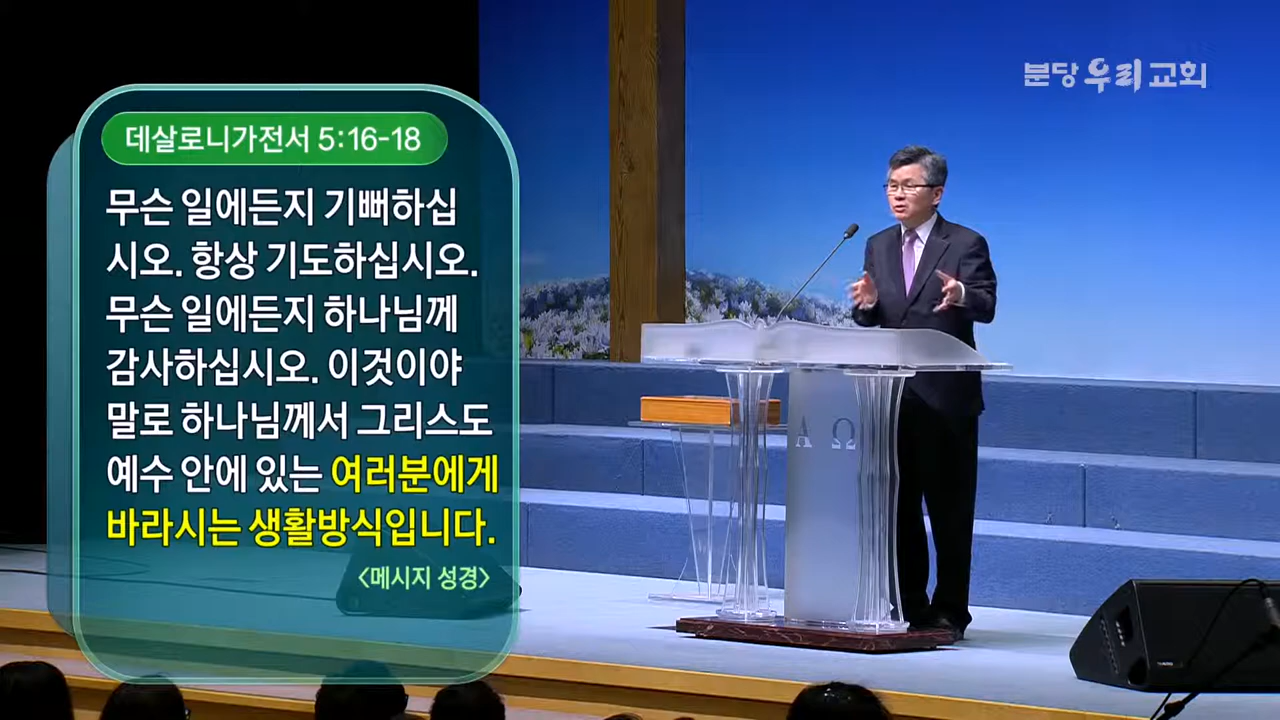 분당우리교회
데살로니가전서 5:16-18
무슨 일에든지 기뻐하십
시오. 항상 기도하십시오.
무슨 일에든지 하나님께
감사하십시오. 이것이야
말로 하나님께서 그리스도
예수 안에 있는 여러분에게
바라시는 생활방식입니다.
<메시지 성경>
A Ω